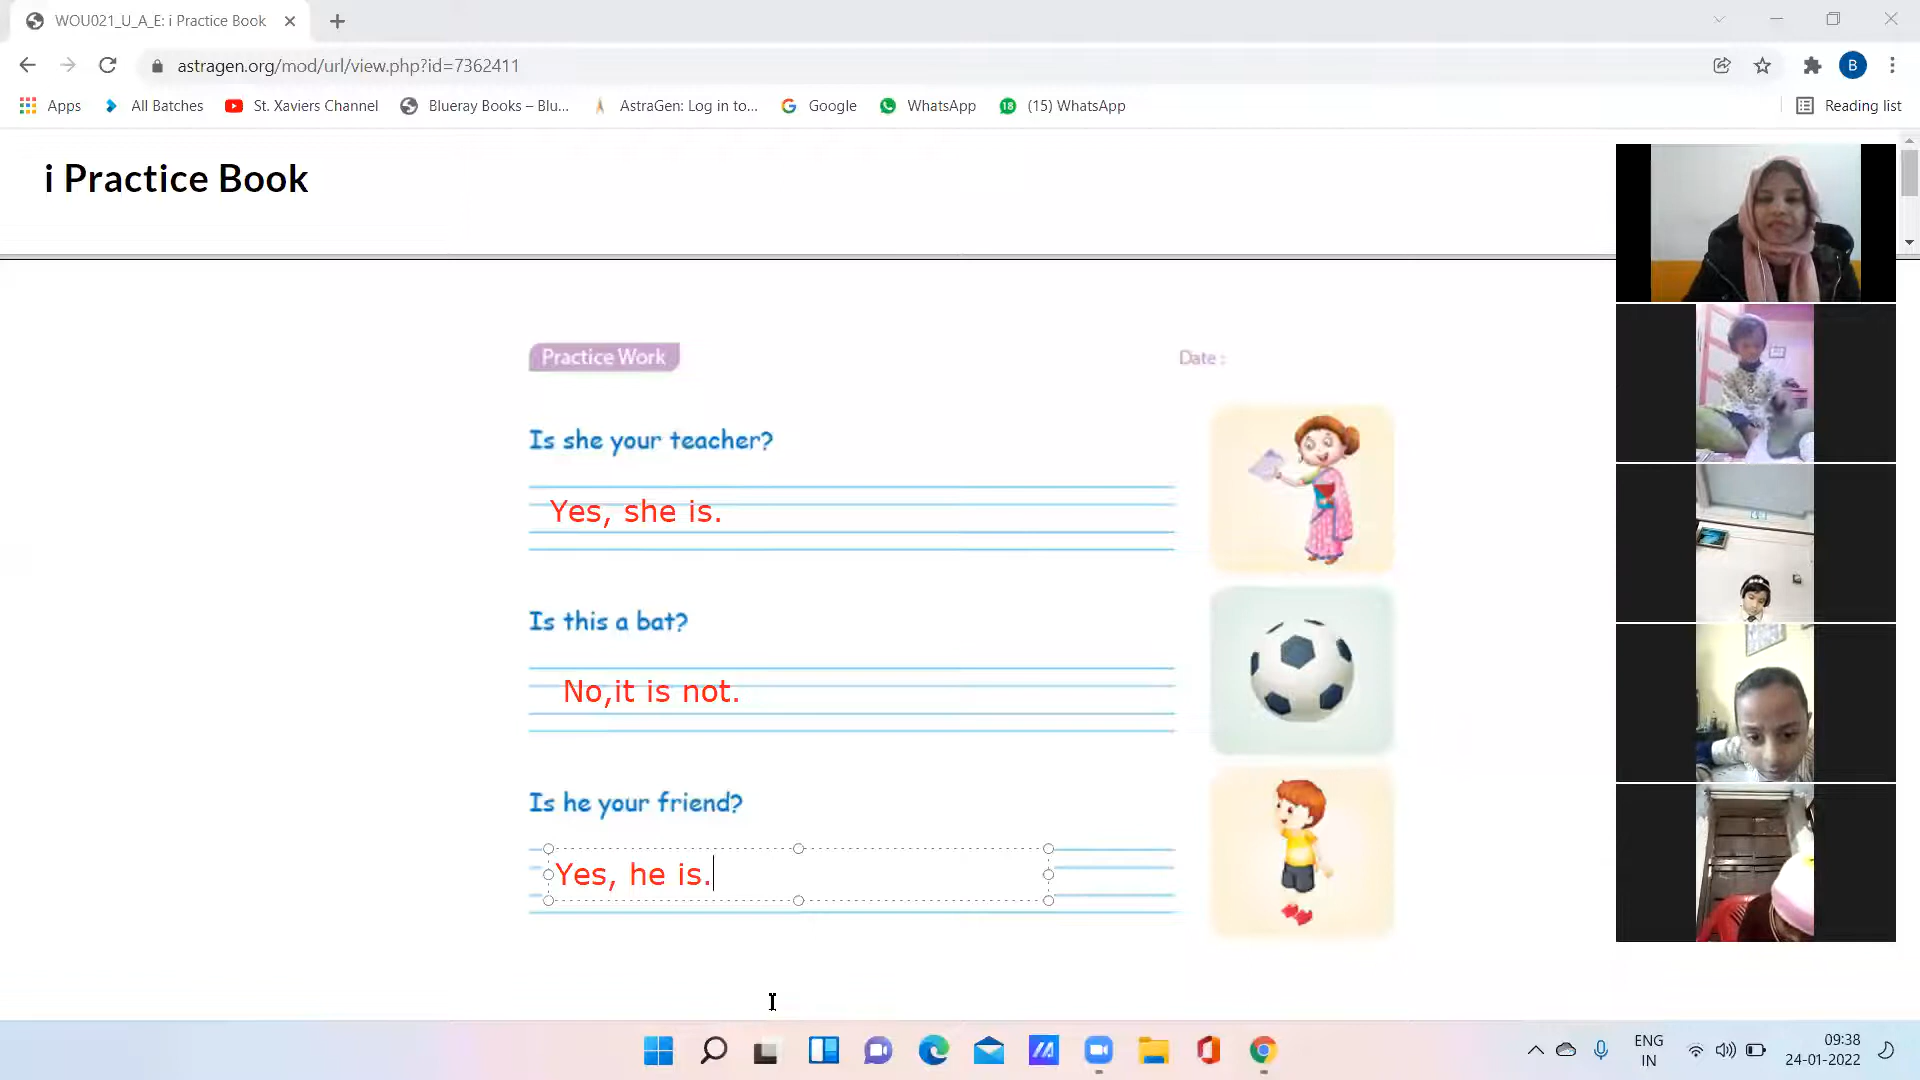 WOU021_U_A_E: i Practice Book
astragen.org/mod/url/view.php?id=7362411
B
Apps
All Batches
St. Xaviers Channel
Blueray Books – Blu...
AstraGen: Log in to...
Google
WhatsApp
18
(15) WhatsApp
Reading list
i Practice Book
Practice Work
Date :
Is she your teacher?
Yes, she is.
Is this a bat?
No,it is not.
Is he your friend?
Yes, he is.
ENG
IN
09:38
24-01-2022